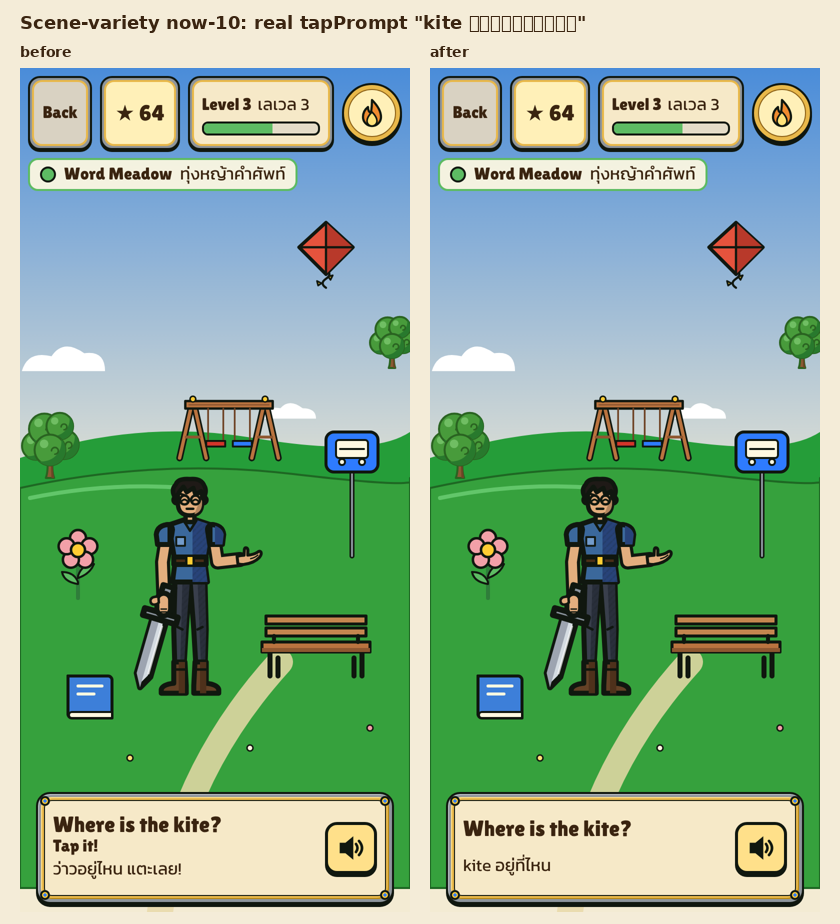 Scene-variety now-10: real tapPrompt "kite □□□□□□□□□□"
before
after
Back
★ 64
Level 3 เลเวล 3
Word Meadow ทุ่งหญ้าคำศัพท์
Where is the kite?
Tap it!
ว่าวอยู่ไหน แตะเลย!
Back
★ 64
Level 3 เลเวล 3
Word Meadow ทุ่งหญ้าคำศัพท์
Where is the kite?
kite อยู่ที่ไหน